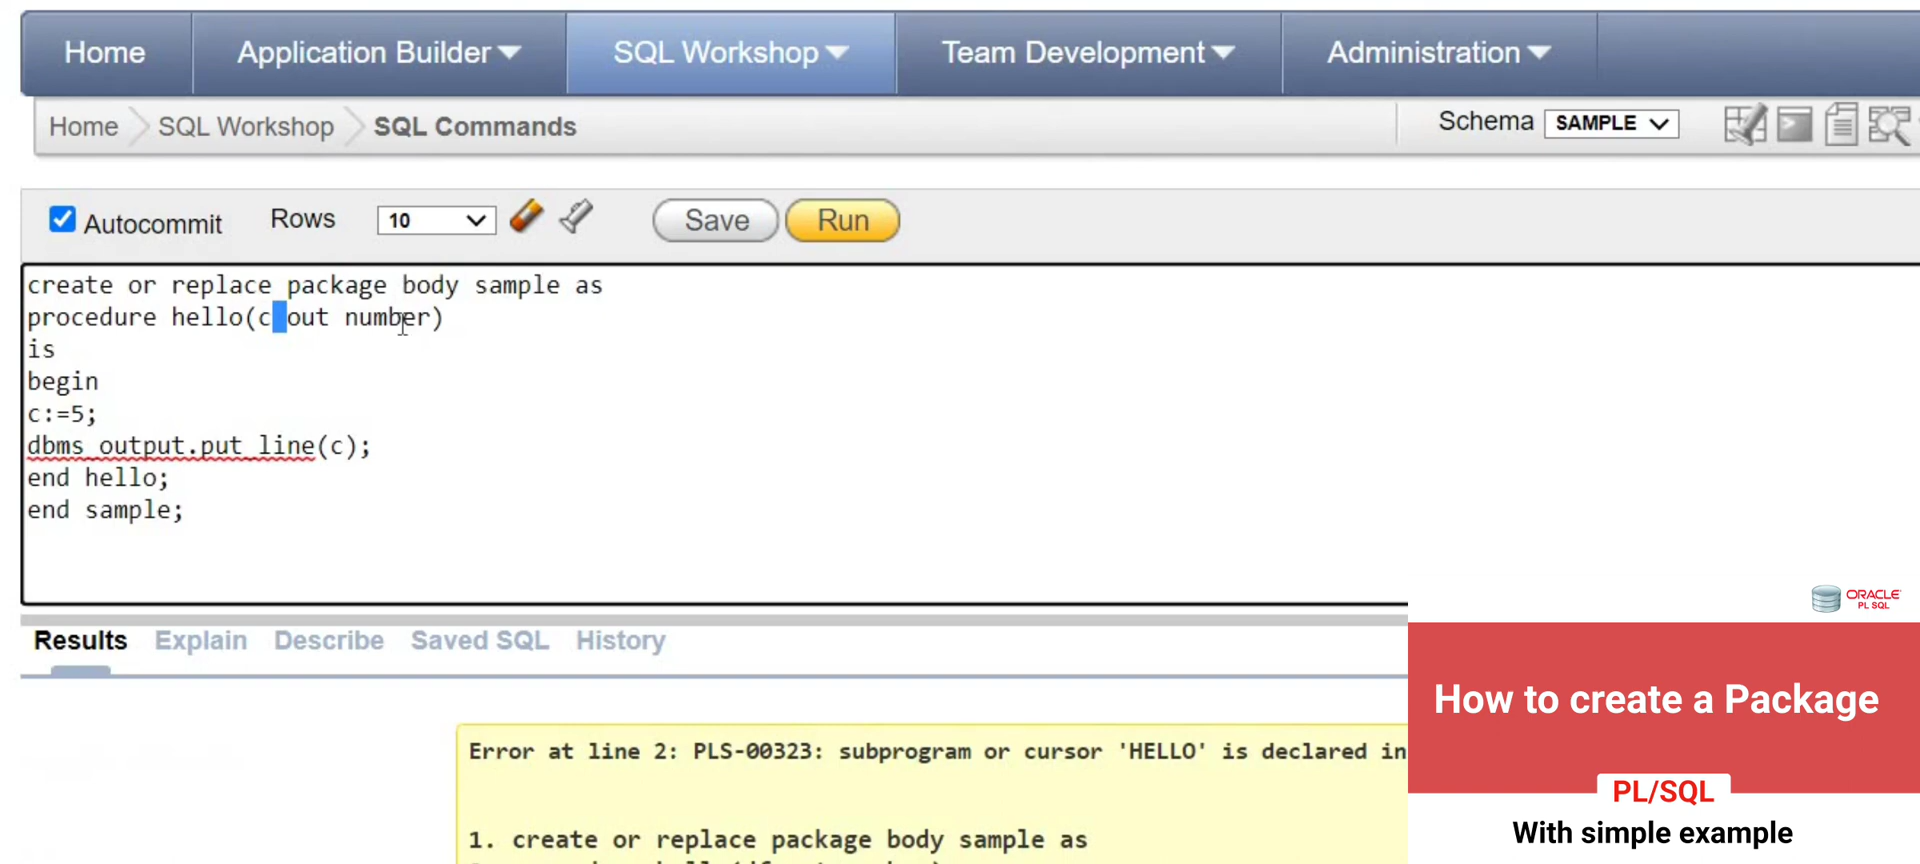 Home Application Builder SQL Workshop Team Development Administration
Home SQL Workshop SQL Commands Schema SAMPLE
Autocommit Rows 10 Save Run
create or replace package body sample as
procedure hello(c out number)
is
begin
c:=5;
dbms_output.put_line(c);
end hello;
end sample;
ORACLE
PL SQL
Results Explain Describe Saved SQL History
How to create a Package
PL/SQL
With simple example
Error at line 2: PLS-00323: subprogram or cursor 'HELLO' is declared in
1. create or replace package body sample as